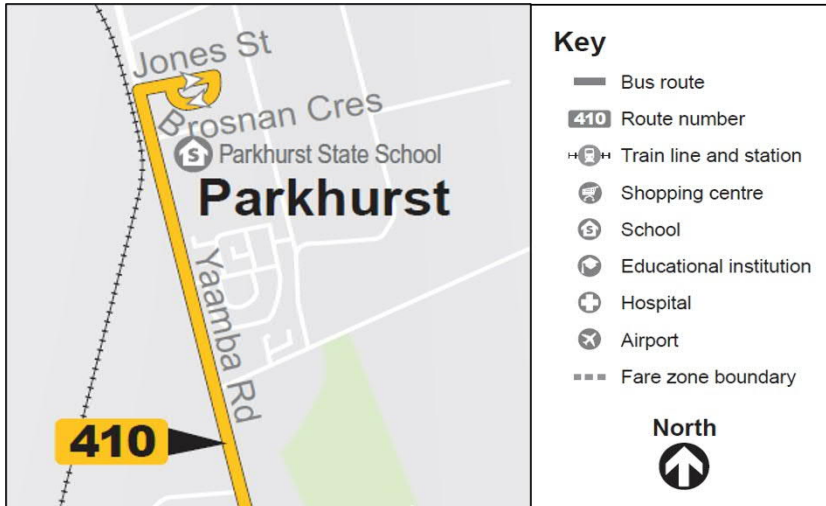 Jones St
Brosnan Cres
S Parkhurst State School
Parkhurst
Yaamba Rd
410
Key
Bus route
410 Route number
Train line and station
Shopping centre
S School
Educational institution
Hospital
Airport
Fare zone boundary
North